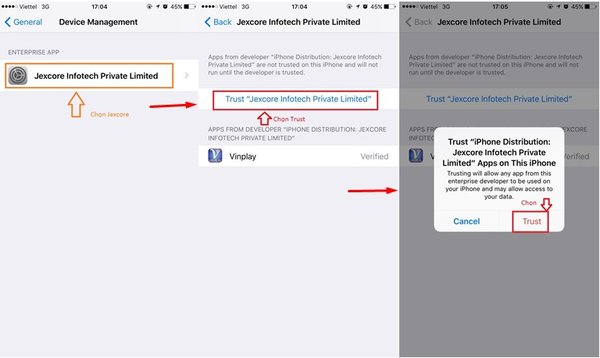 Viettel 3G 17:04 45%
General Device Management
ENTERPRISE APP
Jexcore Infotech Private Limited
Chọn Jexcore
Viettel 3G 17:04 45%
Back Jexcore Infotech Private Limited
Apps from developer "iPhone Distribution: Jexcore
Infotech Private Limited" are not trusted on this iPhone and will not
run until the developer is trusted.
Trust "Jexcore Infotech Private Limited"
Chọn Trust
APPS FROM DEVELOPER "IPHONE DISTRIBUTION: JEXCORE
INFOTECH PRIVATE LIMITED"
Vinplay Verified
Viettel 3G 17:05 45%
Back Jexcore Infotech Private Limited
Apps from developer "iPhone Distribution: Jexcore Infotech
Private Limited" are not trusted on this iPhone and will not
run until the developer is trusted.
Trust "Jexcore Infotech Private Limited"
Trust "iPhone Distribution:
Jexcore Infotech Private
Limited" Apps on This iPhone
Trusting will allow any app from this
enterprise developer to be used on
your iPhone and may allow access to
your data.
Chọn
Cancel Trust